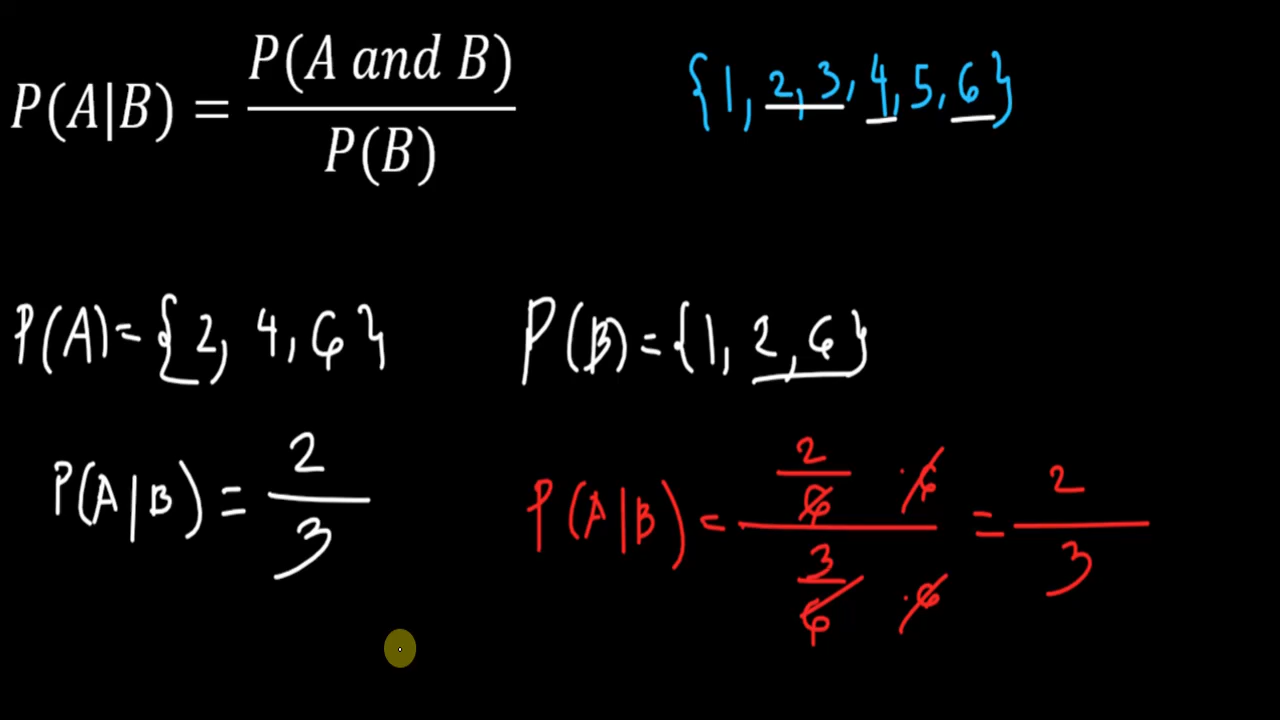 P(A|B) = P(A and B) / P(B)
{1, 2, 3, 4, 5, 6}
P(A) = {2, 4, 6}
P(B) = {1, 2, 6}
P(A|B) = 2 / 3
P(A|B) = 2/6 · 6 / 3/6 · 6 = 2 / 3